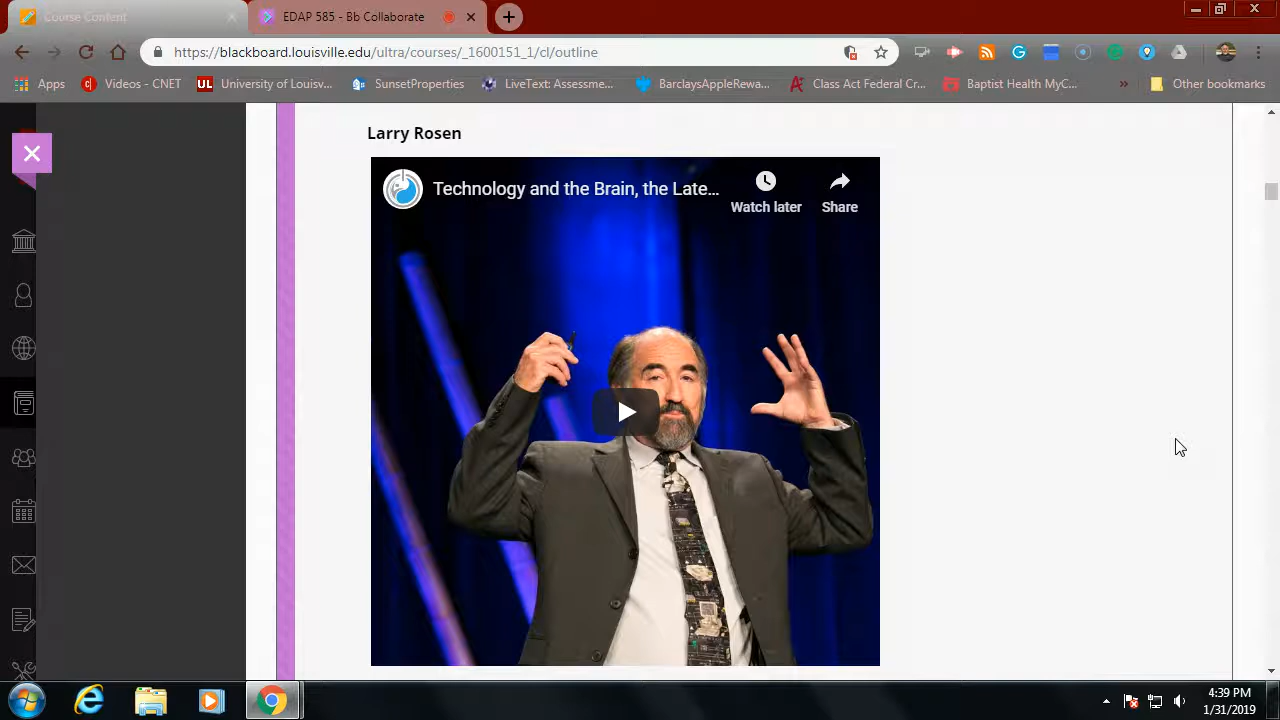 Course Content
EDAP 585 - Bb Collaborate
https://blackboard.louisville.edu/ultra/courses/_1600151_1/cl/outline
Apps
Videos - CNET
UL University of Louisv...
SunsetProperties
LiveText: Assessme...
BarclaysAppleRewa...
Class Act Federal Cr...
Baptist Health MyC...
»
Other bookmarks
Larry Rosen
Technology and the Brain, the Late...
Watch later
Share
4:39 PM
1/31/2019